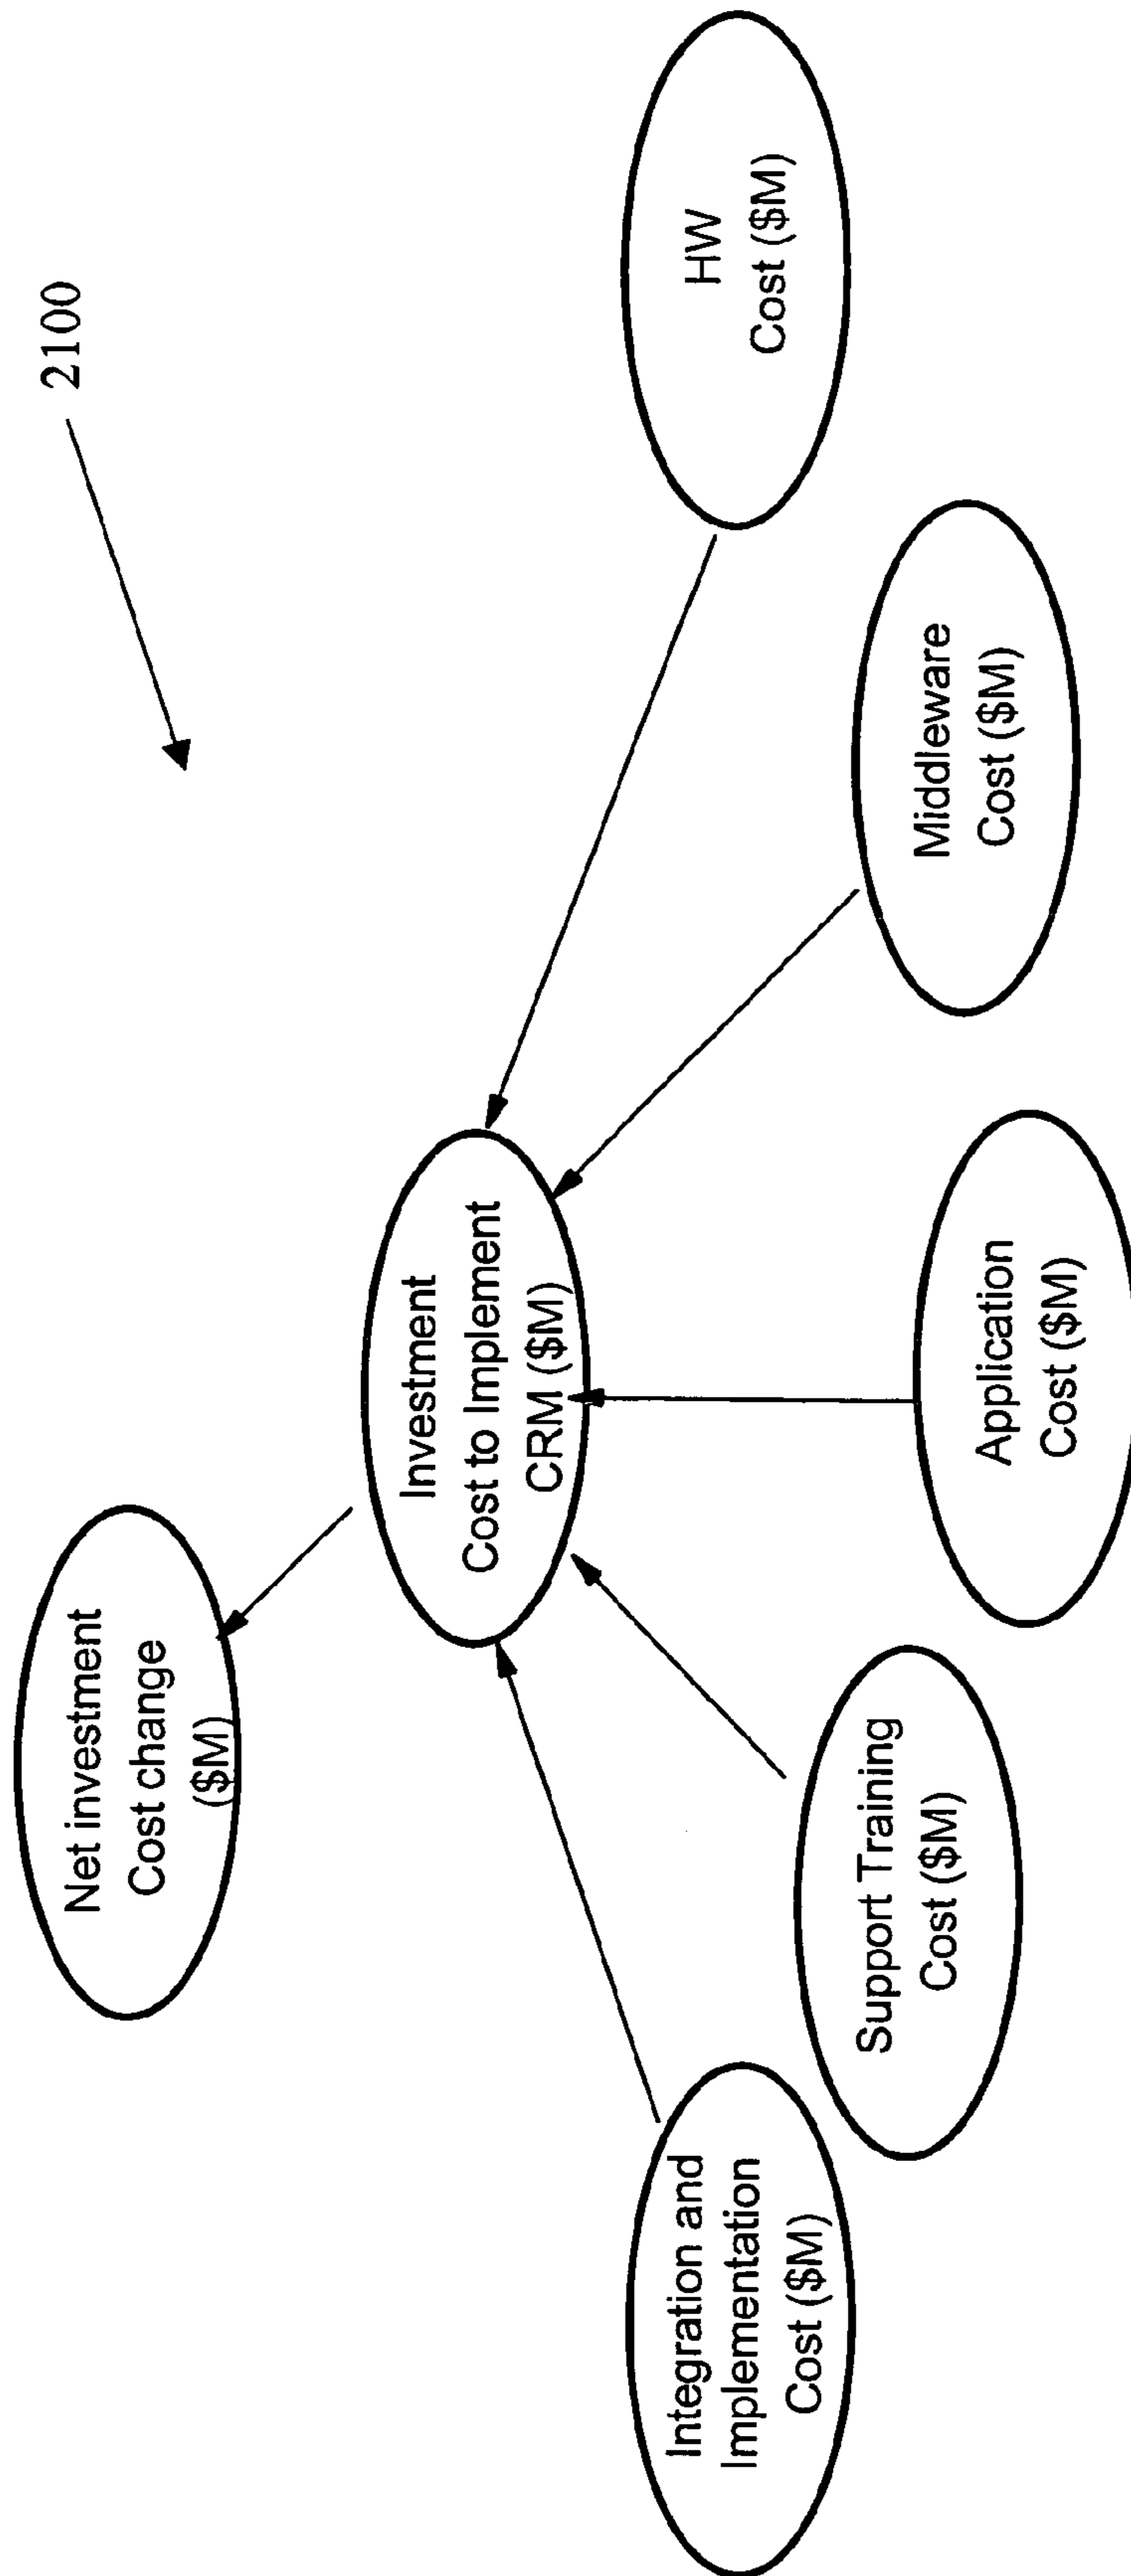 2100
Net investment
Cost change
($M)
Investment
Cost to Implement
CRM ($M)
Integration and
Implementation
Cost ($M)
Support Training
Cost ($M)
Application
Cost ($M)
Middleware
Cost ($M)
HW
Cost ($M)